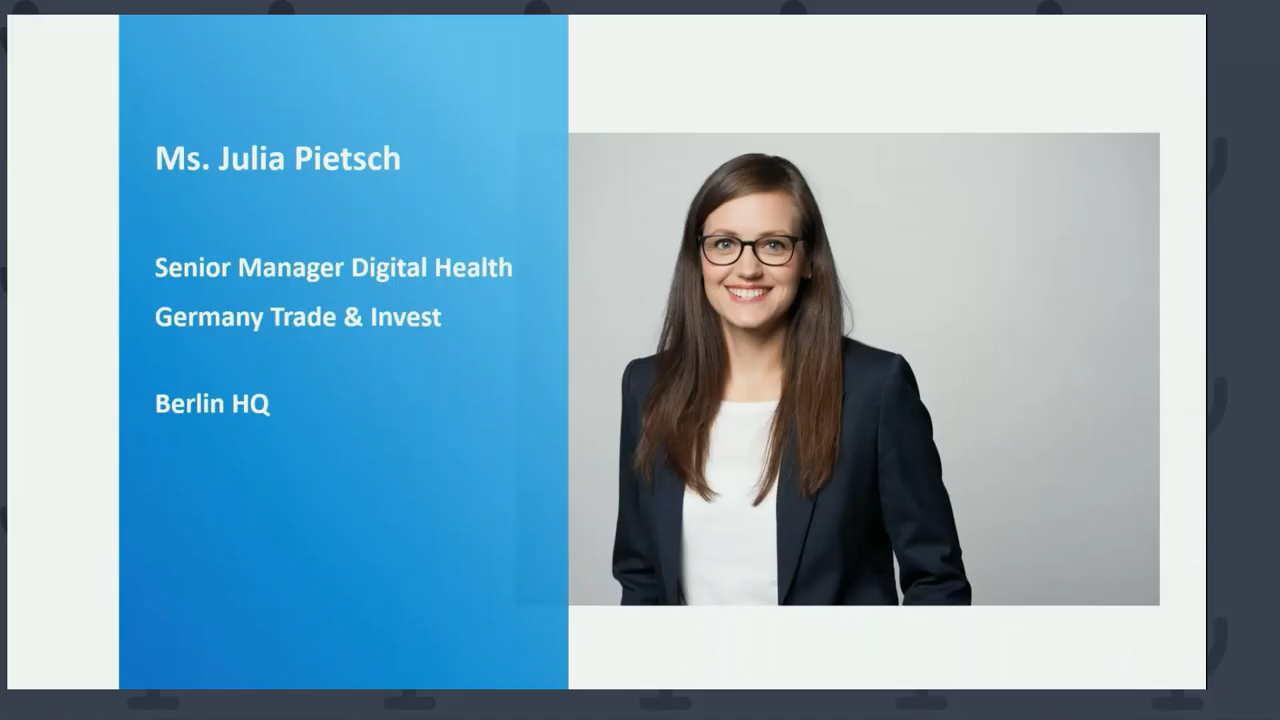 Ms. Julia Pietsch
Senior Manager Digital Health
Germany Trade & Invest
Berlin HQ